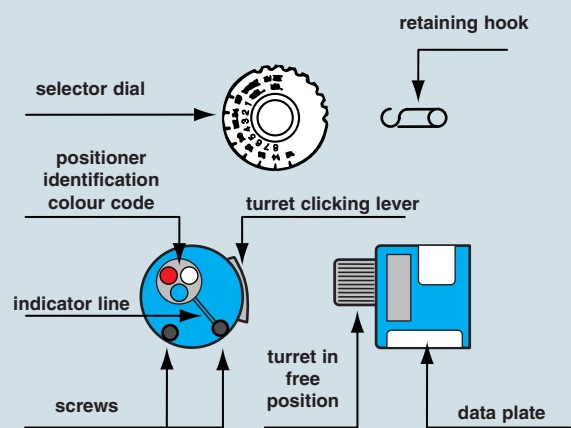 retaining hook
selector dial
positioner
identification
colour code
turret clicking lever
indicator line
turret in
free
position
screws
data plate